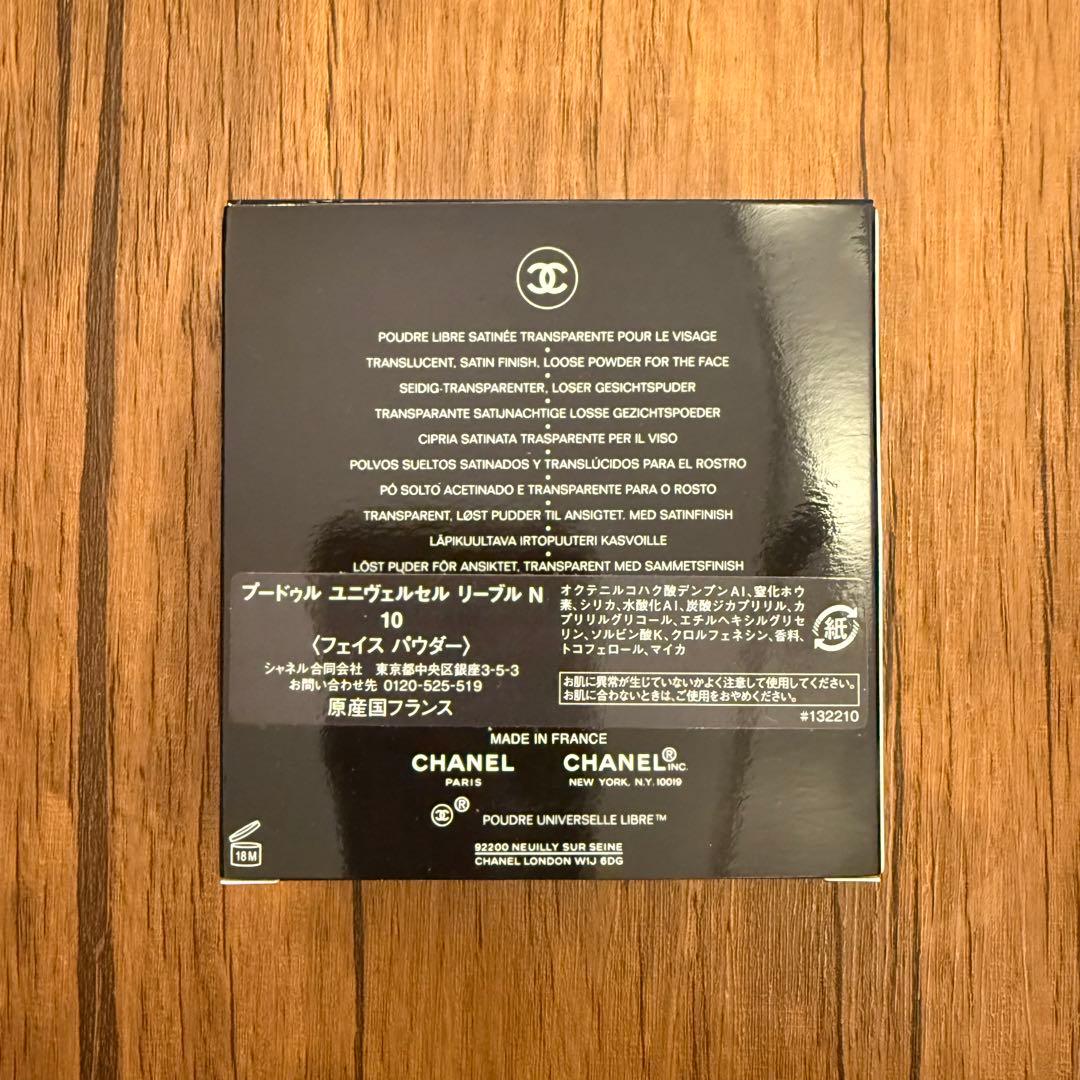 POUDRE LIBRE SATINÉE TRANSPARENTE POUR LE VISAGE
TRANSLUCENT, SATIN FINISH, LOOSE POWDER FOR THE FACE
SEIDIG-TRANSPARENTER, LOSER GESICHTSPUDER
TRANSPARANTE SATIJNACHTIGE LOSSE GEZICHTSPOEDER
CIPRIA SATINATA TRASPARENTE PER IL VISO
POLVOS SUELTOS SATINADOS Y TRANSLÚCIDOS PARA EL ROSTRO
PÓ SOLTO ACETINADO E TRANSPARENTE PARA O ROSTO
TRANSPARENT, LØST PUDDER TIL ANSIGTET. MED SATINFINISH
LÄPIKUULTAVA IRTOPUUTERI KASVOILLE
LÖST PUDER FÖR ANSIKTET, TRANSPARENT MED SAMMETSFINISH
プードゥル ユニヴェルセル リーブル N
10
〈フェイス パウダー〉
シャネル合同会社 東京都中央区銀座3-5-3
お問い合わせ先 0120-525-519
原産国フランス
オクテニルコハク酸デンプンAl、窒化ホウ
素、シリカ、水酸化Al、炭酸ジカプリリル、カ
プリリルグリコール、エチルヘキシルグリセ
リン、ソルビン酸K、クロルフェネシン、香料、
トコフェロール、マイカ
紙
お肌に異常が生じていないかよく注意して使用してください。
お肌に合わないときは、ご使用をおやめください。
#132210
MADE IN FRANCE
CHANEL
PARIS
CHANEL® INC.
NEW YORK, N.Y. 10019
® POUDRE UNIVERSELLE LIBRE™
92200 NEUILLY SUR SEINE
CHANEL LONDON W1J 6DG
18M